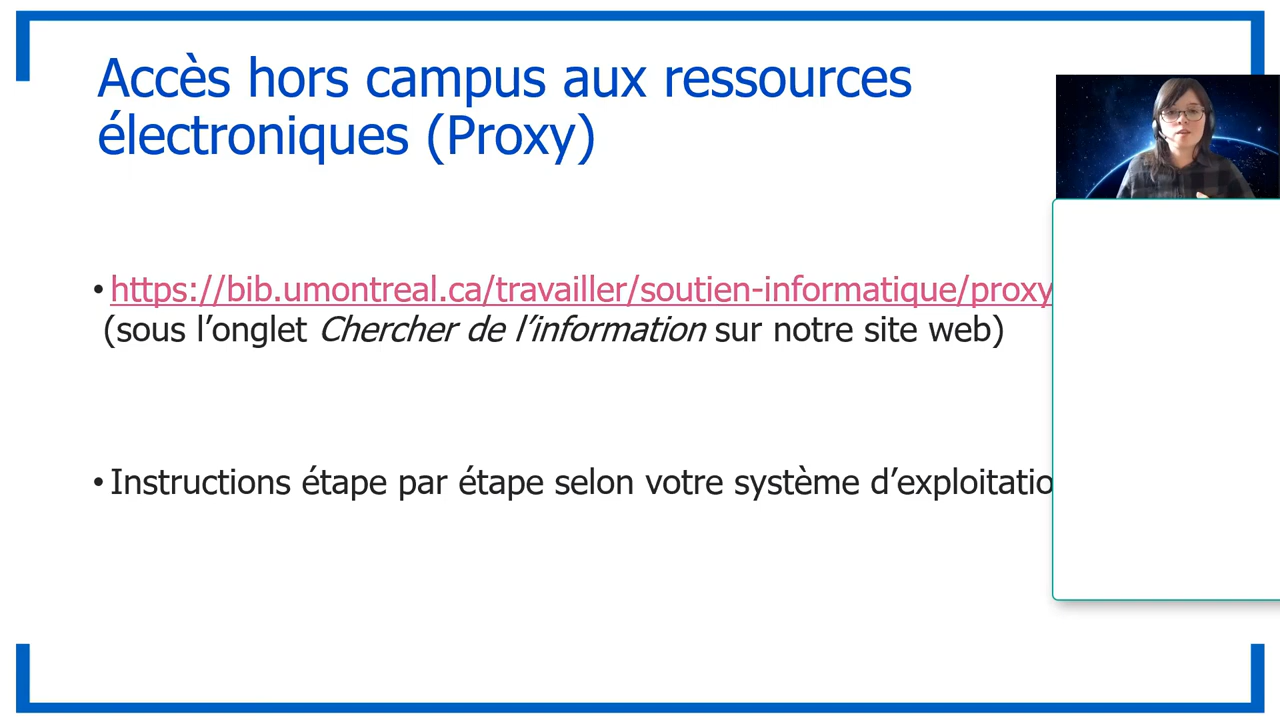 Accès hors campus aux ressources
électroniques (Proxy)
• https://bib.umontreal.ca/travailler/soutien-informatique/proxy
(sous l’onglet Chercher de l’information sur notre site web)
• Instructions étape par étape selon votre système d’exploitatio